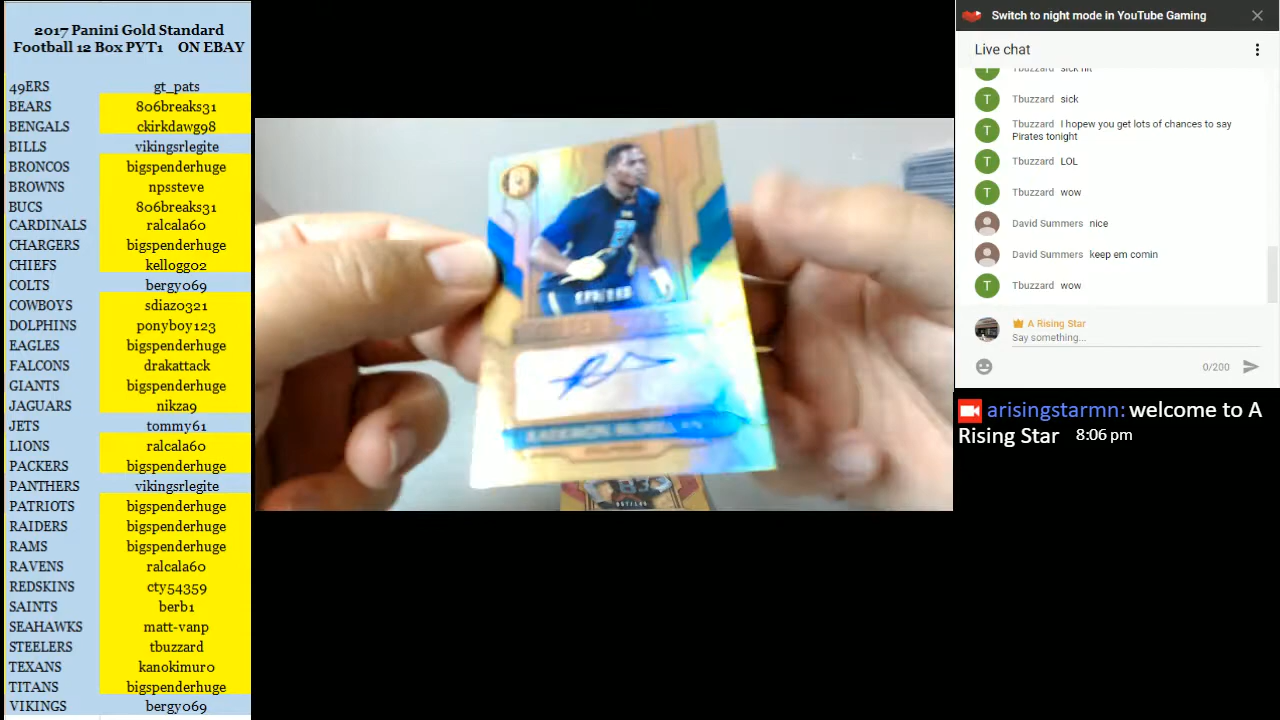 2017 Panini Gold Standard
Football 12 Box PYT1 ON EBAY
49ERS gt_pats
BEARS 806breaks31
BENGALS ckirkdawg98
BILLS vikingsrlegite
BRONCOS bigspenderhuge
BROWNS npssteve
BUCS 806breaks31
CARDINALS ralcala60
CHARGERS bigspenderhuge
CHIEFS kellogg02
COLTS bergy069
COWBOYS sdiazo321
DOLPHINS ponyboy123
EAGLES bigspenderhuge
FALCONS drakattack
GIANTS bigspenderhuge
JAGUARS nikza9
JETS tommy61
LIONS ralcala60
PACKERS bigspenderhuge
PANTHERS vikingsrlegite
PATRIOTS bigspenderhuge
RAIDERS bigspenderhuge
RAMS bigspenderhuge
RAVENS ralcala60
REDSKINS cty54359
SAINTS berb1
SEAHAWKS matt-vanp
STEELERS tbuzzard
TEXANS kanokimuro
TITANS bigspenderhuge
VIKINGS bergy069
83
Switch to night mode in YouTube Gaming
Live chat
T Tbuzzard sick hit
T Tbuzzard sick
T Tbuzzard I hopew you get lots of chances to say
Pirates tonight
T Tbuzzard LOL
T Tbuzzard wow
David Summers nice
David Summers keep em comin
T Tbuzzard wow
A Rising Star
Say something...
0/200
arisingstarmn: welcome to A
Rising Star 8:06 pm